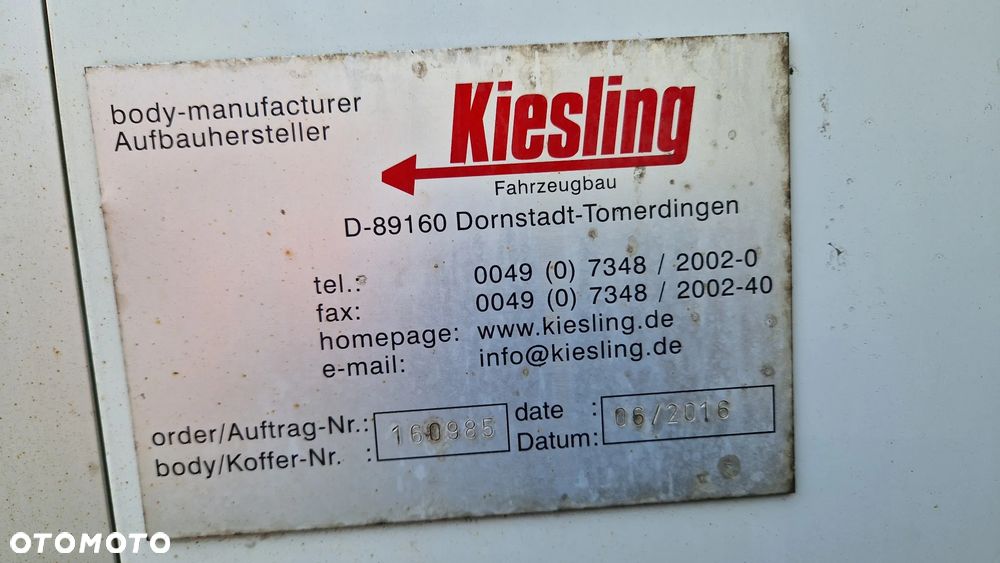 body-manufacturer
Aufbauhersteller
Kiesling
Fahrzeugbau
D-89160 Dornstadt-Tomerdingen
tel.: 0049 (0) 7348 / 2002-0
fax: 0049 (0) 7348 / 2002-40
homepage: www.kiesling.de
e-mail: info@kiesling.de
order/Auftrag-Nr.: 160985 date : 06/2016
body/Koffer-Nr. : Datum:
OTOMOTO